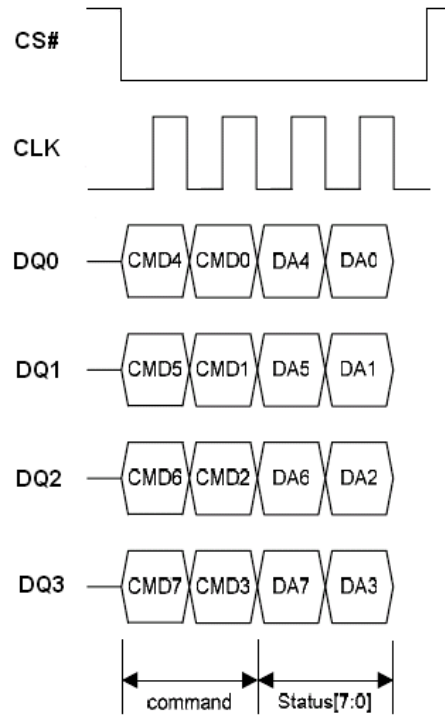 CS#
CLK
DQ0 CMD4 CMD0 DA4 DA0
DQ1 CMD5 CMD1 DA5 DA1
DQ2 CMD6 CMD2 DA6 DA2
DQ3 CMD7 CMD3 DA7 DA3
command Status[7:0]